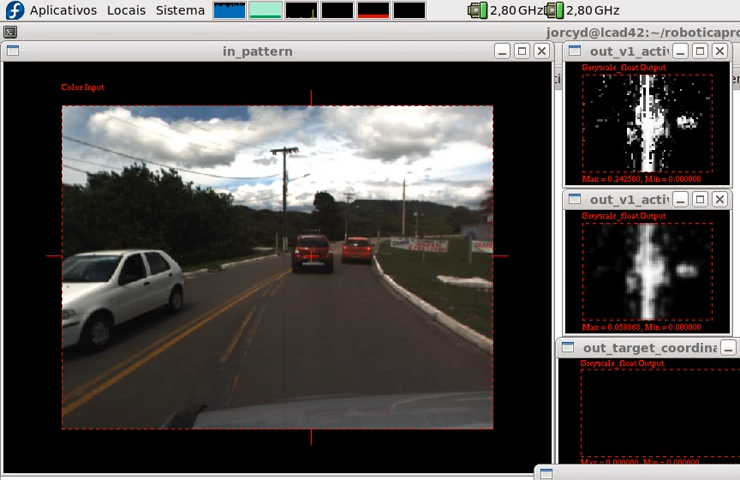 Aplicativos Locais Sistema 2,80 GHz 2,80 GHz
jorcyd@lcad42:~/roboticapro
in_pattern
Color Input
out_v1_activ
Greyscale_float Output
Max = 0.242580, Min = 0.000000
out_v1_activ
Greyscale_float Output
Max = 0.058068, Min = 0.000000
out_target_coordina
Greyscale_float Output
Max = 0.000000, Min = 0.000000